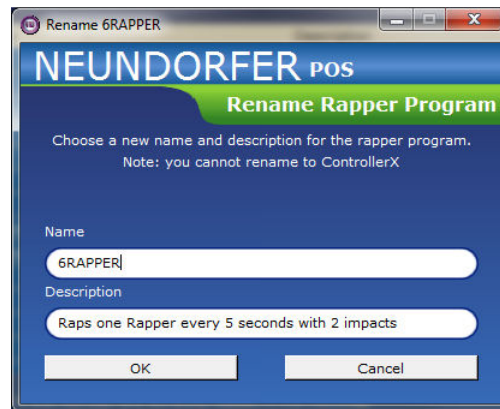 Rename 6RAPPER
NEUNDORFER POS
Rename Rapper Program
Choose a new name and description for the rapper program.
Note: you cannot rename to ControllerX
Name
6RAPPER
Description
Raps one Rapper every 5 seconds with 2 impacts
OK Cancel